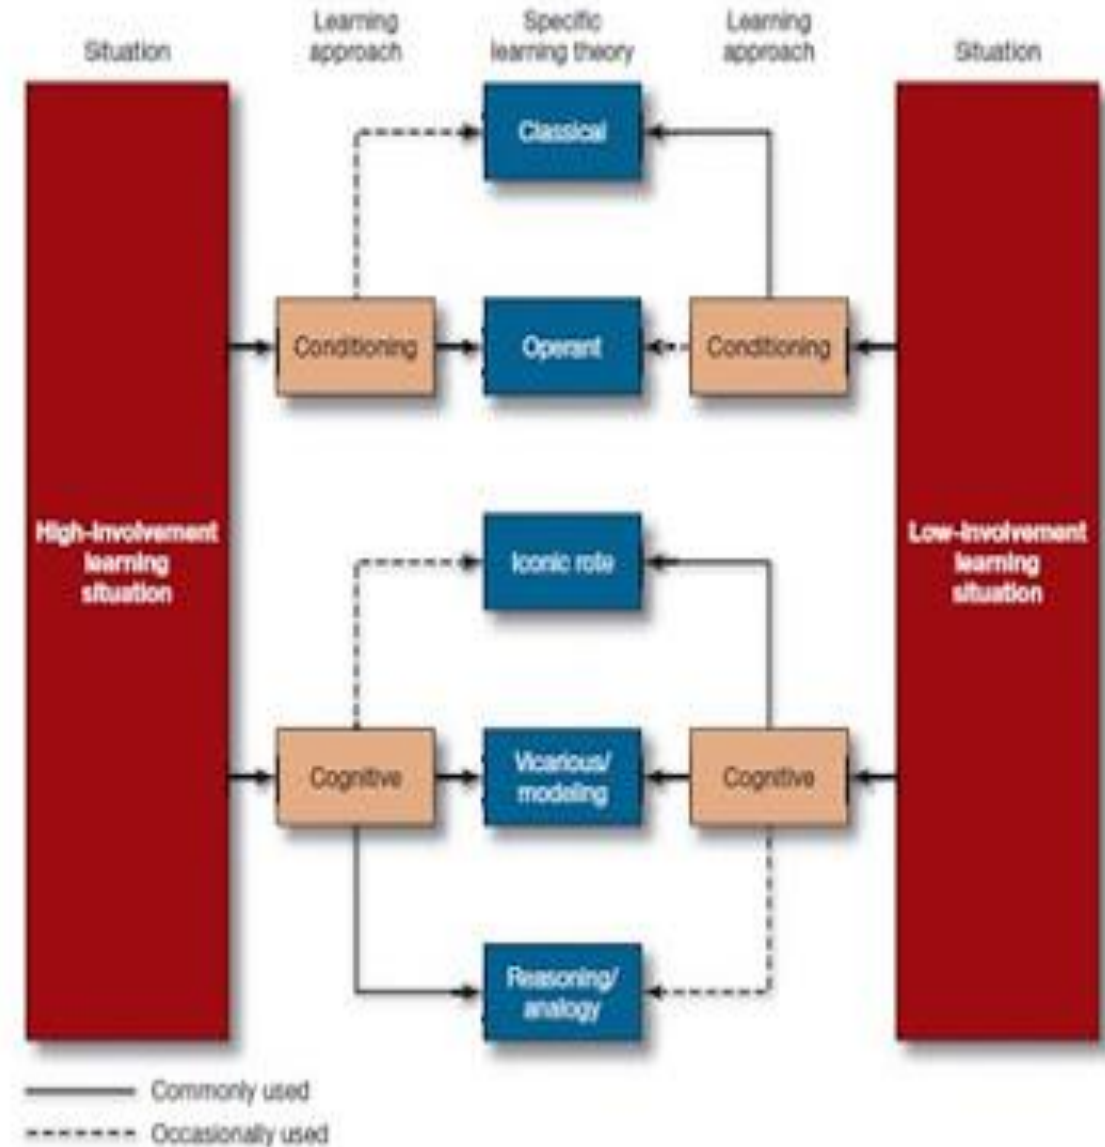 Situation
Learning
approach
Specific
learning theory
Learning
approach
Situation
Classical
Conditioning
Operant
Conditioning
High-involvement
learning
situation
Low-involvement
learning
situation
Iconic rote
Cognitive
Vicarious/
modeling
Cognitive
Reasoning/
analogy
Commonly used
Occasionally used